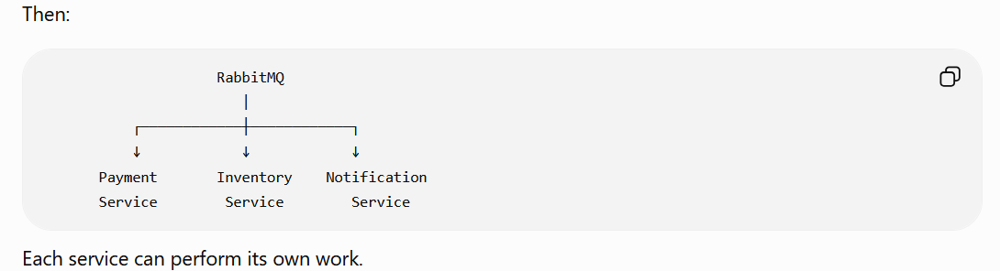 Then:
RabbitMQ
Payment Inventory Notification
Service Service Service
Each service can perform its own work.